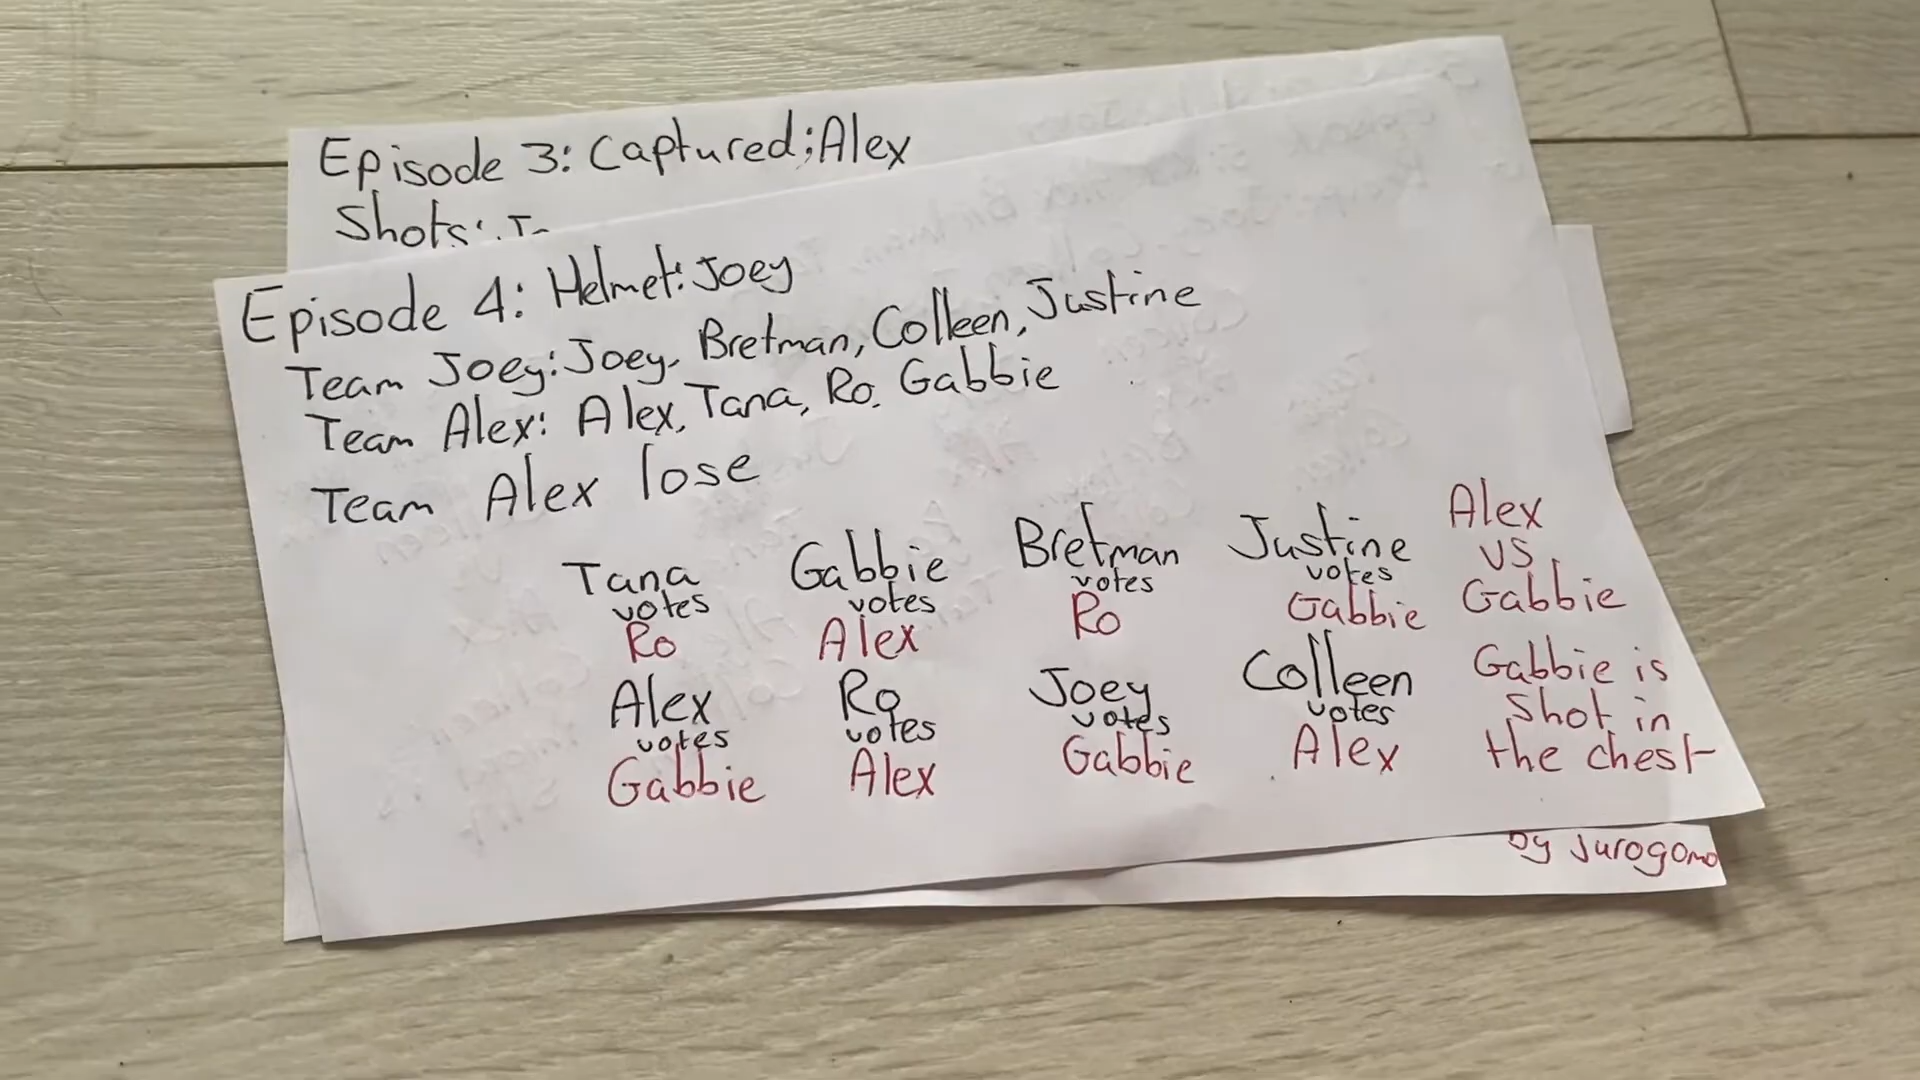 Episode 3: Captured; Alex
Shots:
Episode 4: Helmet: Joey
Team Joey: Joey, Bretman, Colleen, Justine
Team Alex: Alex, Tana, Ro, Gabbie
Team Alex lose
Tana
votes
Ro
Gabbie
votes
Alex
Bretman
votes
Ro
Justine
votes
Gabbie
Alex
votes
Gabbie
Ro
votes
Alex
Joey
votes
Gabbie
Colleen
votes
Alex
Alex
vs
Gabbie
Gabbie is
Shot in
the chest
by Jurogomo